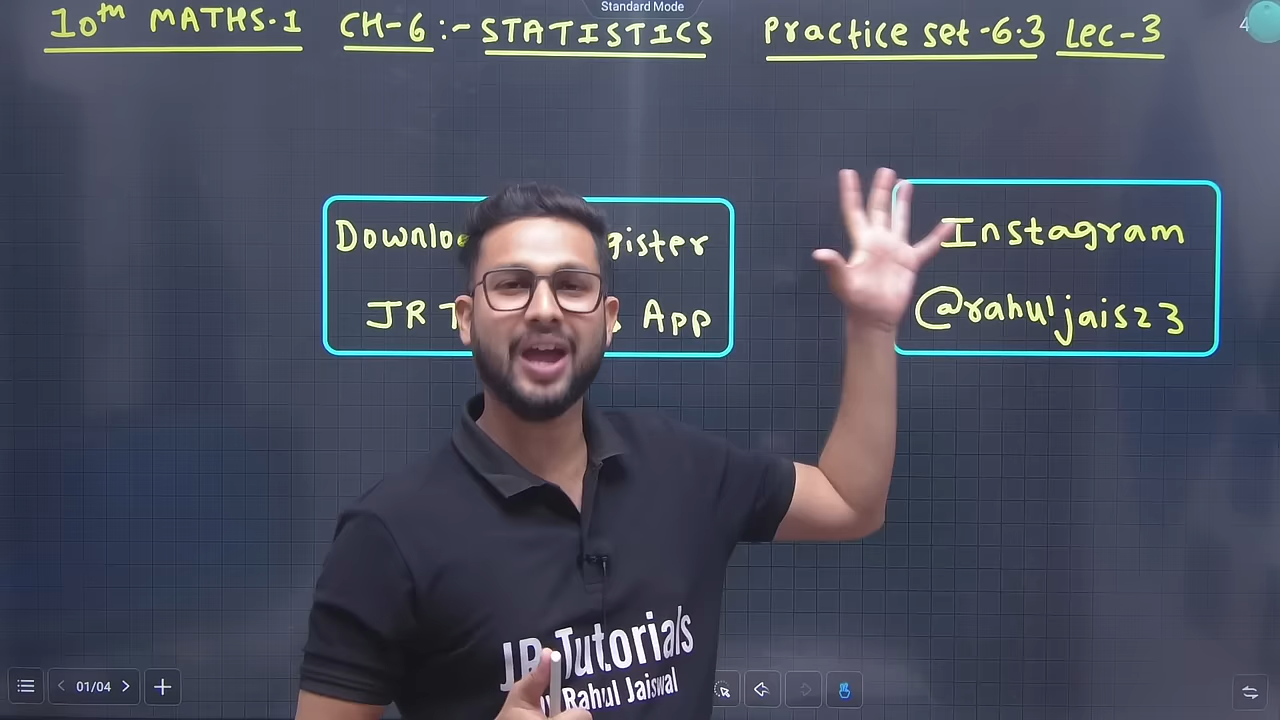 Standard Mode
10th MATHS-1 CH-6:- STATISTICS Practice set-6.3 Lec-3
4
gister
JR App
Instagram
@rahuljais23
JR Tutorials
Rahul Jaiswal
01/04